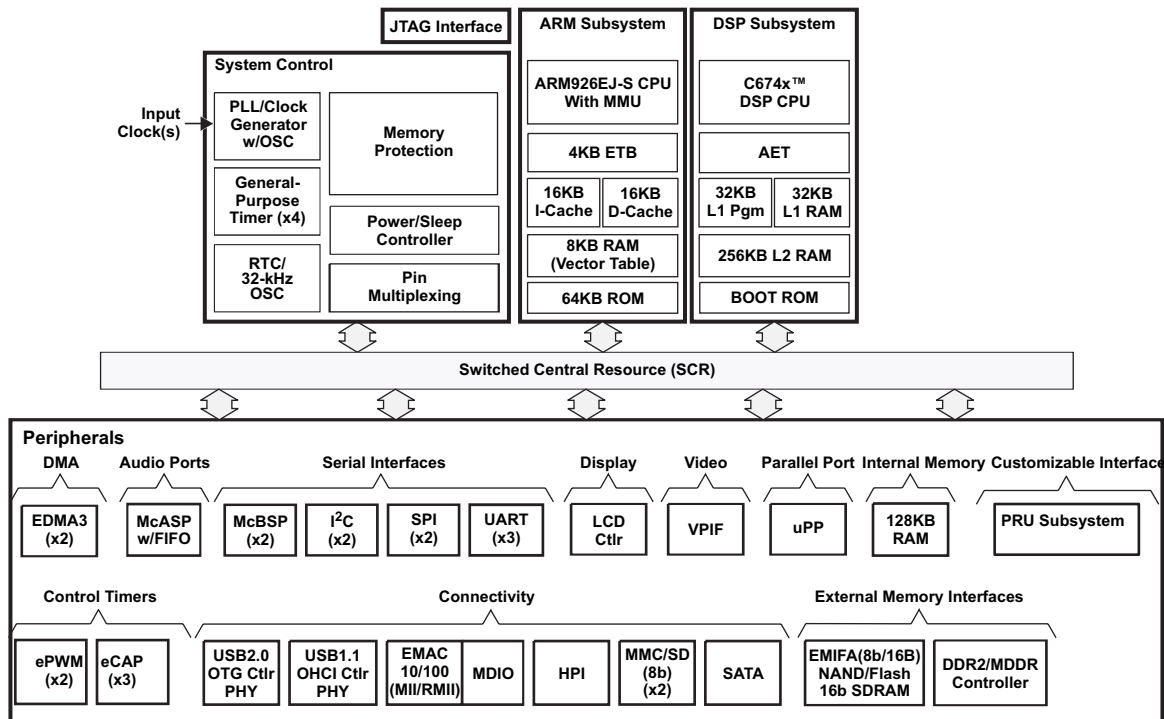 JTAG Interface
ARM Subsystem
DSP Subsystem
System Control
Input
Clock(s)
PLL/Clock
Generator
w/OSC
General-
Purpose
Timer (x4)
RTC/
32-kHz
OSC
Memory
Protection
Power/Sleep
Controller
Pin
Multiplexing
ARM926EJ-S CPU
With MMU
4KB ETB
16KB
I-Cache
16KB
D-Cache
8KB RAM
(Vector Table)
64KB ROM
C674x™
DSP CPU
AET
32KB
L1 Pgm
32KB
L1 RAM
256KB L2 RAM
BOOT ROM
Switched Central Resource (SCR)
Peripherals
DMA
EDMA3
(x2)
Audio Ports
McASP
w/FIFO
Serial Interfaces
McBSP
(x2)
I²C
(x2)
SPI
(x2)
UART
(x3)
Display
LCD
Ctlr
Video
VPIF
Parallel Port
uPP
Internal Memory
128KB
RAM
Customizable Interface
PRU Subsystem
Control Timers
ePWM
(x2)
eCAP
(x3)
Connectivity
USB2.0
OTG Ctlr
PHY
USB1.1
OHCI Ctlr
PHY
EMAC
10/100
(MII/RMII)
MDIO
HPI
MMC/SD
(8b)
(x2)
SATA
External Memory Interfaces
EMIFA(8b/16B)
NAND/Flash
16b SDRAM
DDR2/MDDR
Controller